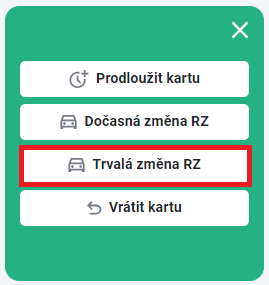 Prodloužit kartu
Dočasná změna RZ
Trvalá změna RZ
Vrátit kartu